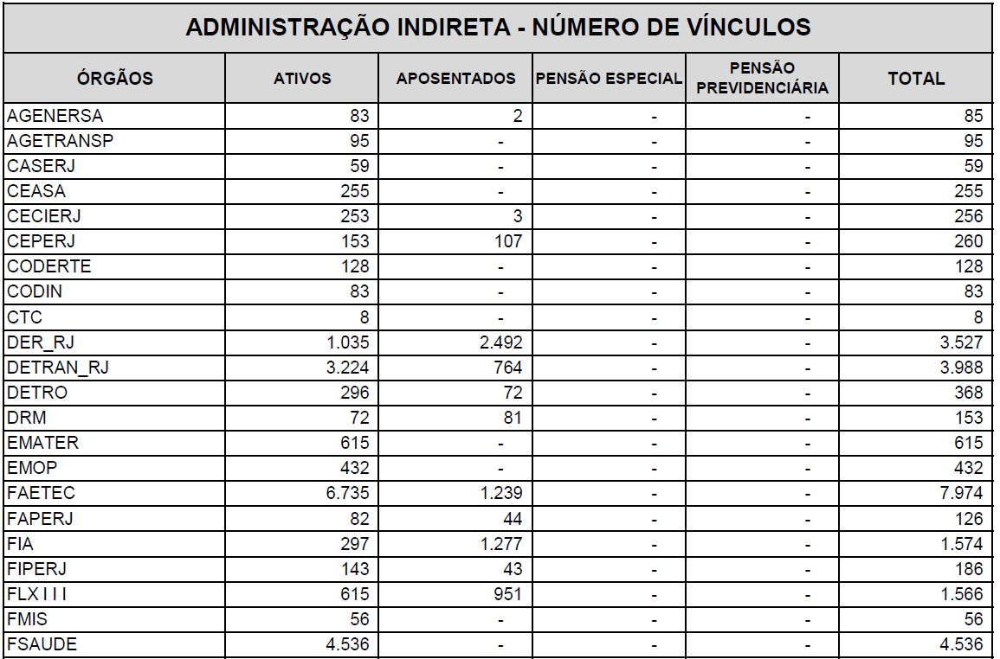 ADMINISTRAÇÃO INDIRETA - NÚMERO DE VÍNCULOS
ÓRGÃOS ATIVOS APOSENTADOS PENSÃO ESPECIAL PENSÃO PREVIDENCIÁRIA TOTAL
AGENERSA 83 2 - - 85
AGETRANSP 95 - - - 95
CASERJ 59 - - - 59
CEASA 255 - - - 255
CECIERJ 253 3 - - 256
CEPERJ 153 107 - - 260
CODERTE 128 - - - 128
CODIN 83 - - - 83
CTC 8 - - - 8
DER_RJ 1.035 2.492 - - 3.527
DETRAN_RJ 3.224 764 - - 3.988
DETRO 296 72 - - 368
DRM 72 81 - - 153
EMATER 615 - - - 615
EMOP 432 - - - 432
FAETEC 6.735 1.239 - - 7.974
FAPERJ 82 44 - - 126
FIA 297 1.277 - - 1.574
FIPERJ 143 43 - - 186
FLX I I I 615 951 - - 1.566
FMIS 56 - - - 56
FSAUDE 4.536 - - - 4.536